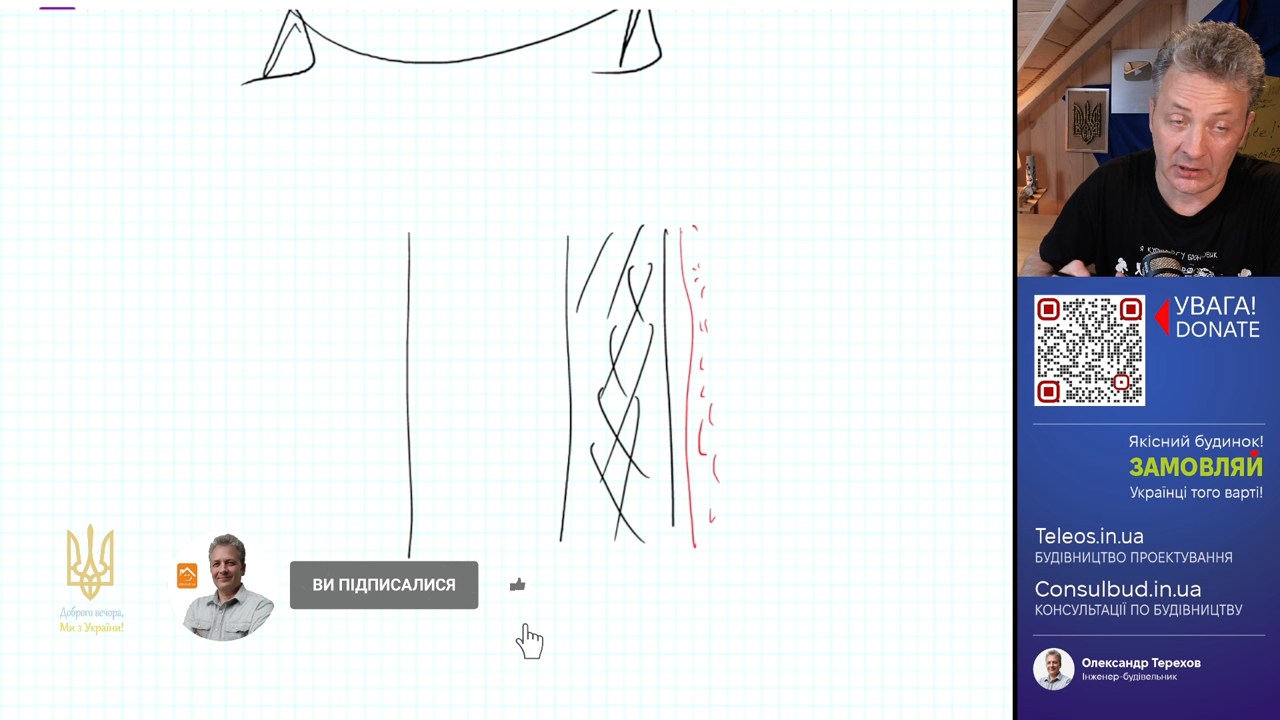 Доброго вечора,
Ми з України!
ВИ ПІДПИСАЛИСЯ
УВАГА!
DONATE
Якісний будинок!
ЗАМОВЛЯЙ
Українці того варті!
Teleos.in.ua
БУДІВНИЦТВО ПРОЕКТУВАННЯ
Consulbud.in.ua
КОНСУЛЬТАЦІЇ ПО БУДІВНИЦТВУ
Олександр Терехов
Інженер-будівельник